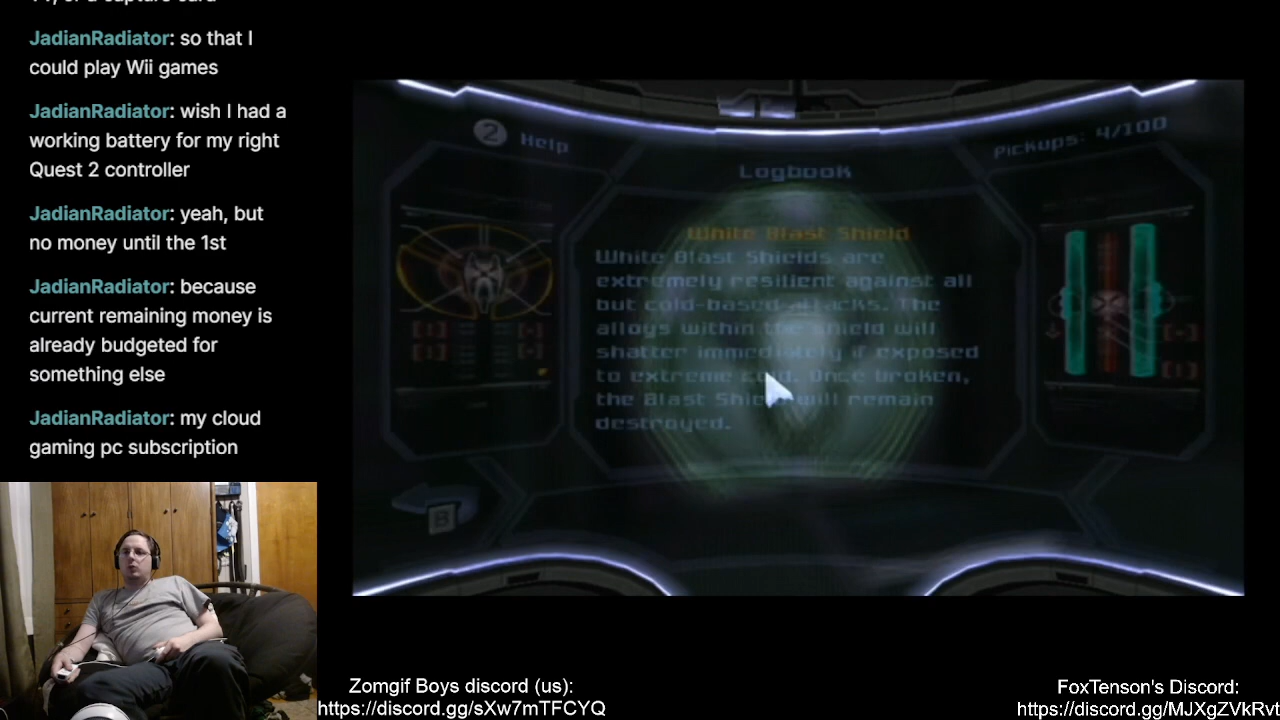 JadianRadiator: so that I
could play Wii games
JadianRadiator: wish I had a
working battery for my right
Quest 2 controller
JadianRadiator: yeah, but
no money until the 1st
JadianRadiator: because
current remaining money is
already budgeted for
something else
JadianRadiator: my cloud
gaming pc subscription
2 Help
Pickups: 4/100
Logbook
White Blast Shield
White Blast Shields are
extremely resilient against all
but cold-based attacks. The
alloys within the shield will
shatter immediately if exposed
to extreme cold. Once broken,
the Blast Shield will remain
destroyed.
B
Zomgif Boys discord (us):
https://discord.gg/sXw7mTFCYQ
FoxTenson's Discord:
https://discord.gg/MJXgZVkRvt